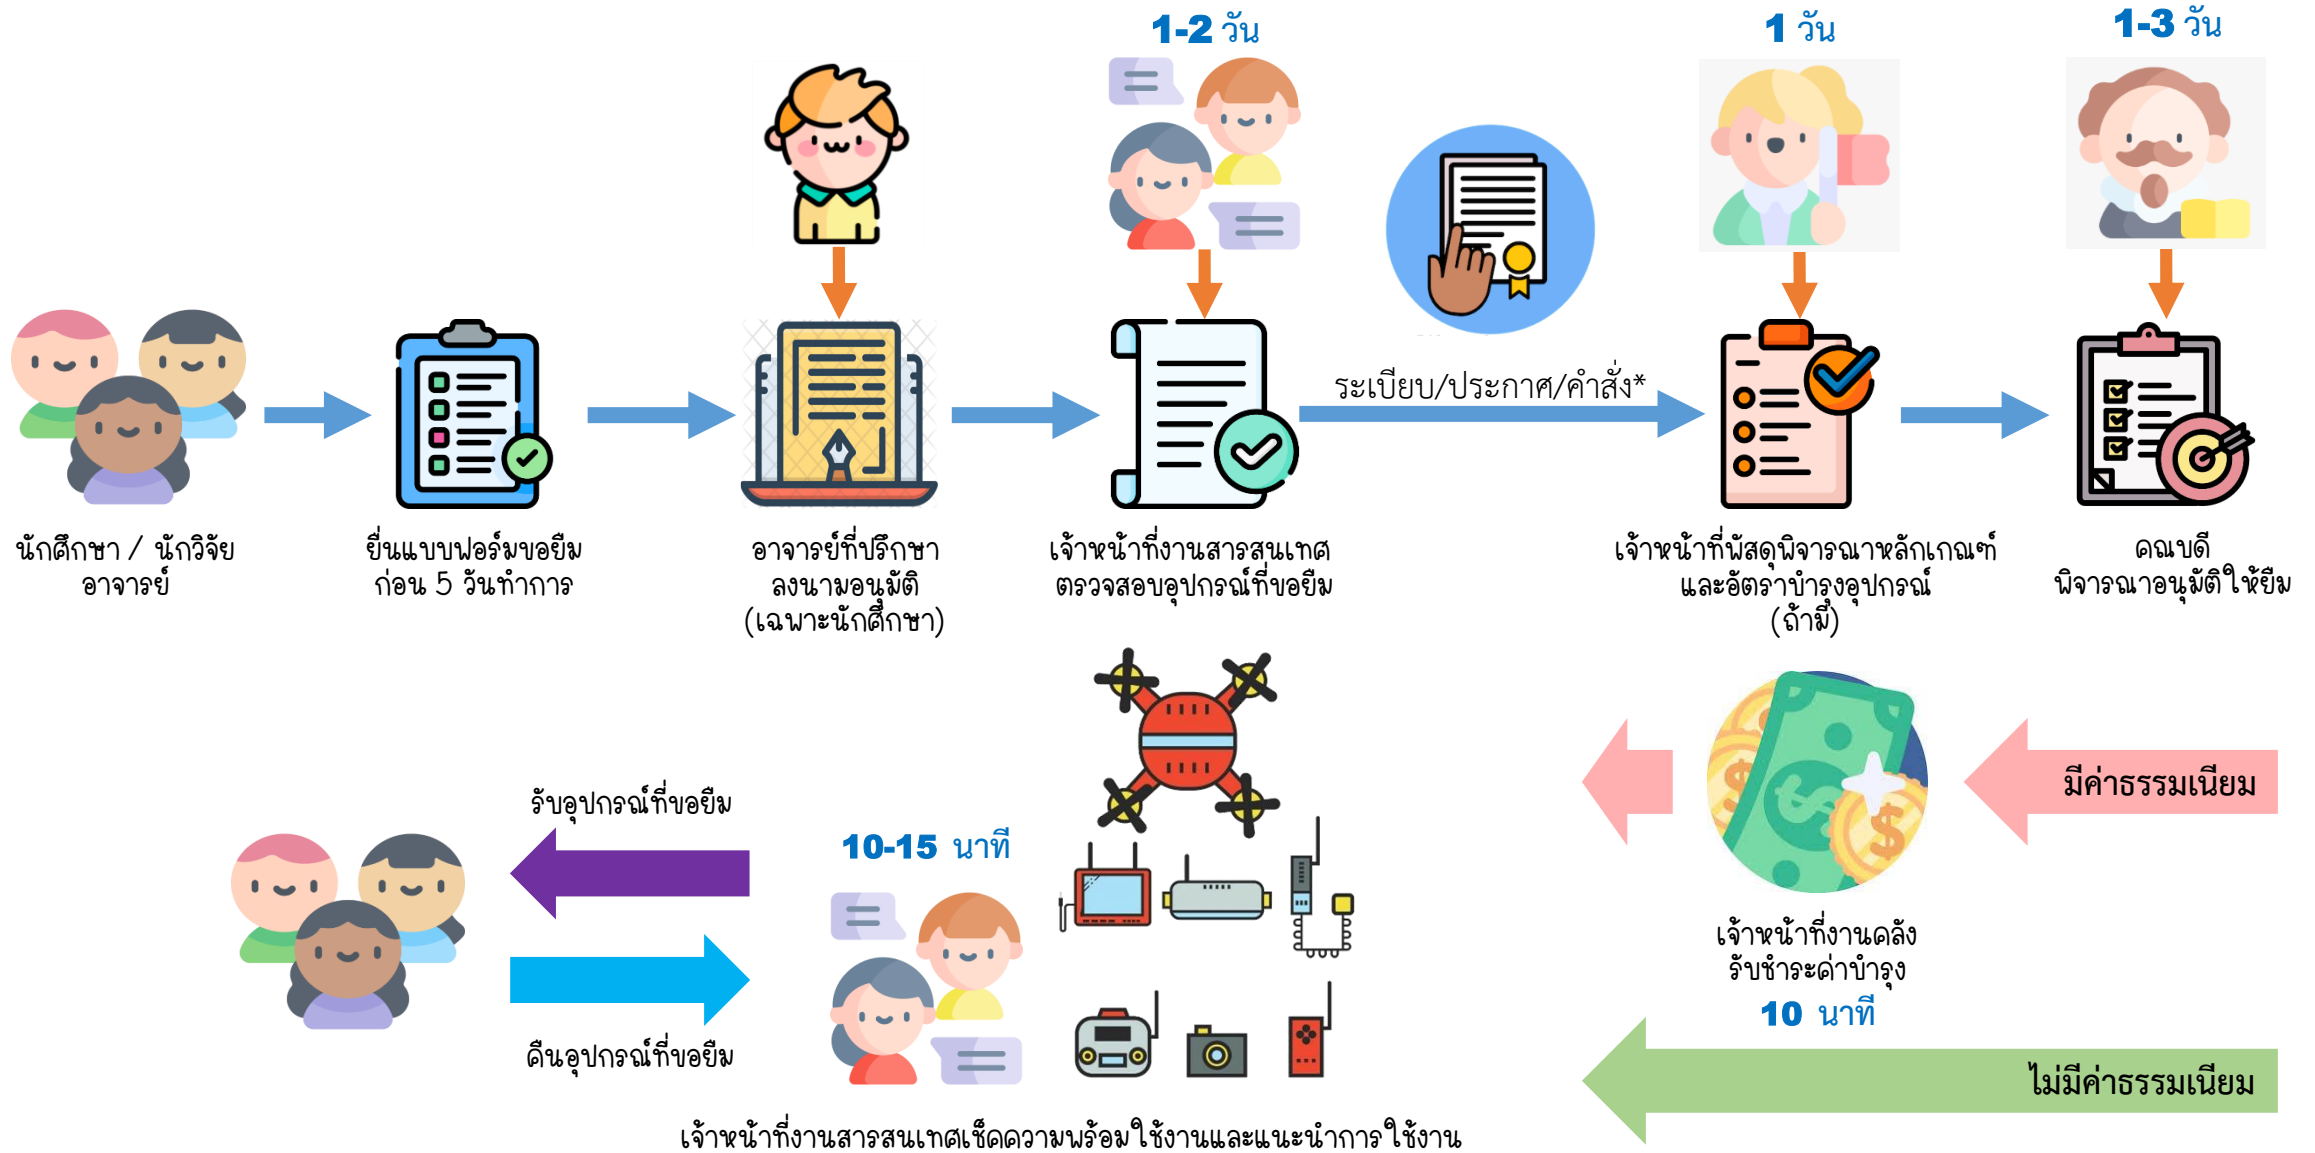 1-2 วัน
1 วัน
1-3 วัน
ระเบียบ/ประกาศ/คำสั่ง*
นักศึกษา / นักวิจัย
อาจารย์
ยื่นแบบฟอร์มขอยืม
ก่อน 5 วันทำการ
อาจารย์ที่ปรึกษา
ลงนามอนุมัติ
(เฉพาะนักศึกษา)
เจ้าหน้าที่งานสารสนเทศ
ตรวจสอบอุปกรณ์ที่ขอยืม
เจ้าหน้าที่พัสดุพิจารณาหลักเกณฑ์
และอัตราบำรุงอุปกรณ์
(ถ้ามี)
คณบดี
พิจารณาอนุมัติให้ยืม
มีค่าธรรมเนียม
เจ้าหน้าที่งานคลัง
รับชำระค่าบำรุง
10 นาที
ไม่มีค่าธรรมเนียม
รับอุปกรณ์ที่ขอยืม
10-15 นาที
คืนอุปกรณ์ที่ขอยืม
เจ้าหน้าที่งานสารสนเทศเช็คความพร้อมใช้งานและแนะนำการใช้งาน